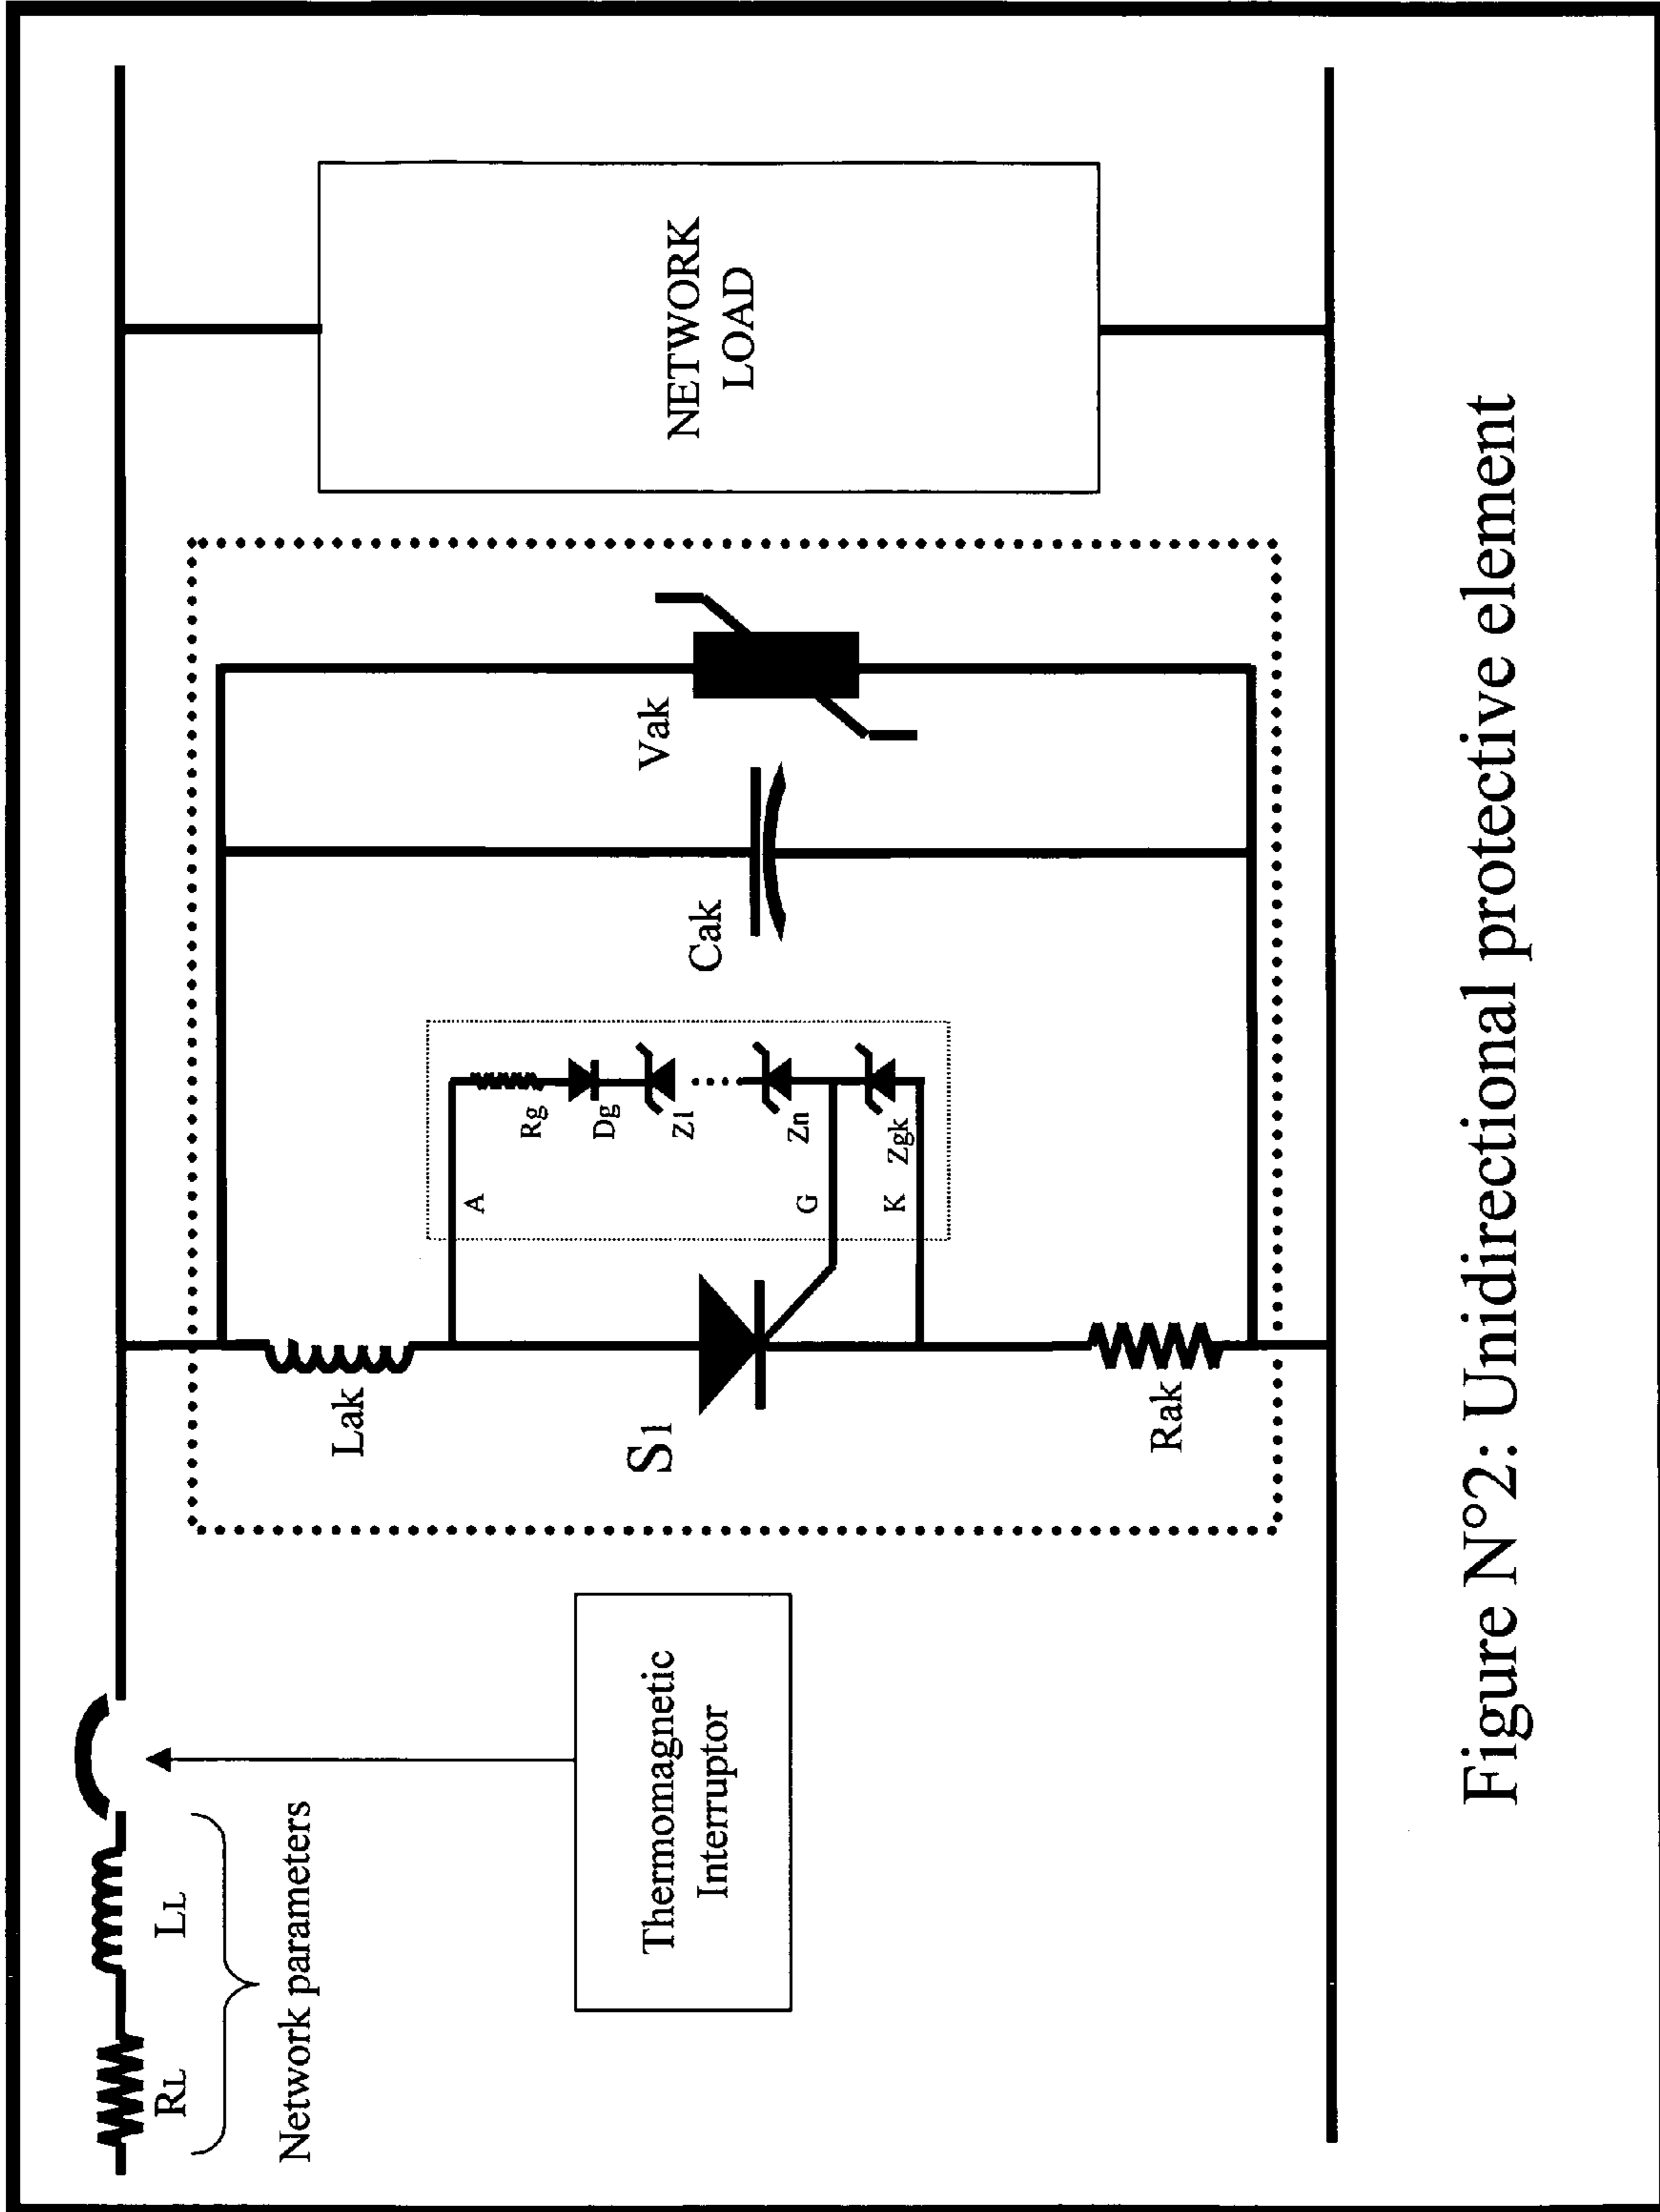 RL
LL
Network parameters
Thermomagnetic
Interruptor
Lak
S1
Rak
A
G
K
Rg
Dg
Z1
Zn
Zgk
Cak
Vak
NETWORK
LOAD
Figure N°2: Unidirectional protective element